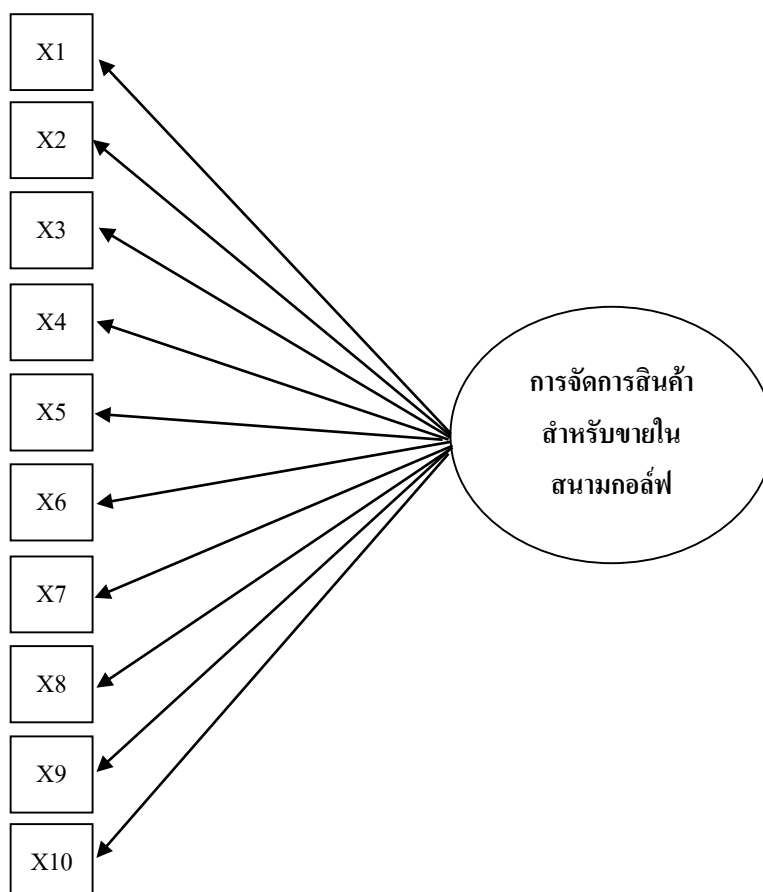 X1
X2
X3
X4
X5
X6
X7
X8
X9
X10
การจัดการสินค้า
สำหรับขายใน
สนามกอล์ฟ